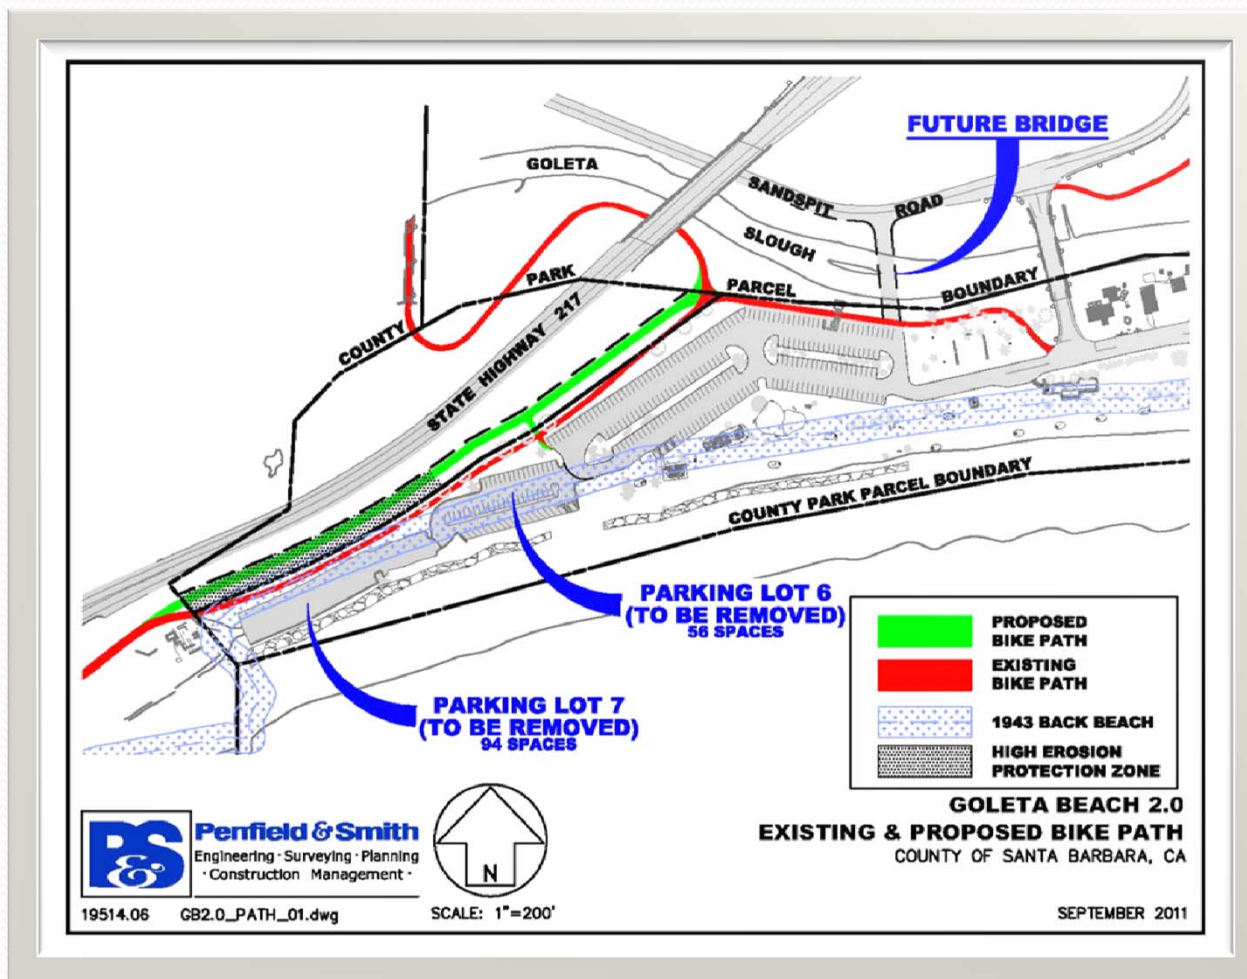 FUTURE BRIDGE
GOLETA
SANDSPIT
ROAD
SLOUGH
PARK
PARCEL
BOUNDARY
COUNTY
STATE HIGHWAY 217
COUNTY PARK PARCEL BOUNDARY
PARKING LOT 6
(TO BE REMOVED)
56 SPACES
PARKING LOT 7
(TO BE REMOVED)
94 SPACES
PROPOSED
BIKE PATH
EXISTING
BIKE PATH
1943 BACK BEACH
HIGH EROSION
PROTECTION ZONE
GOLETA BEACH 2.0
EXISTING & PROPOSED BIKE PATH
COUNTY OF SANTA BARBARA, CA
P&S
Penfield & Smith
Engineering · Surveying · Planning
· Construction Management ·
N
19514.06 GB2.0_PATH_01.dwg
SCALE: 1"=200'
SEPTEMBER 2011